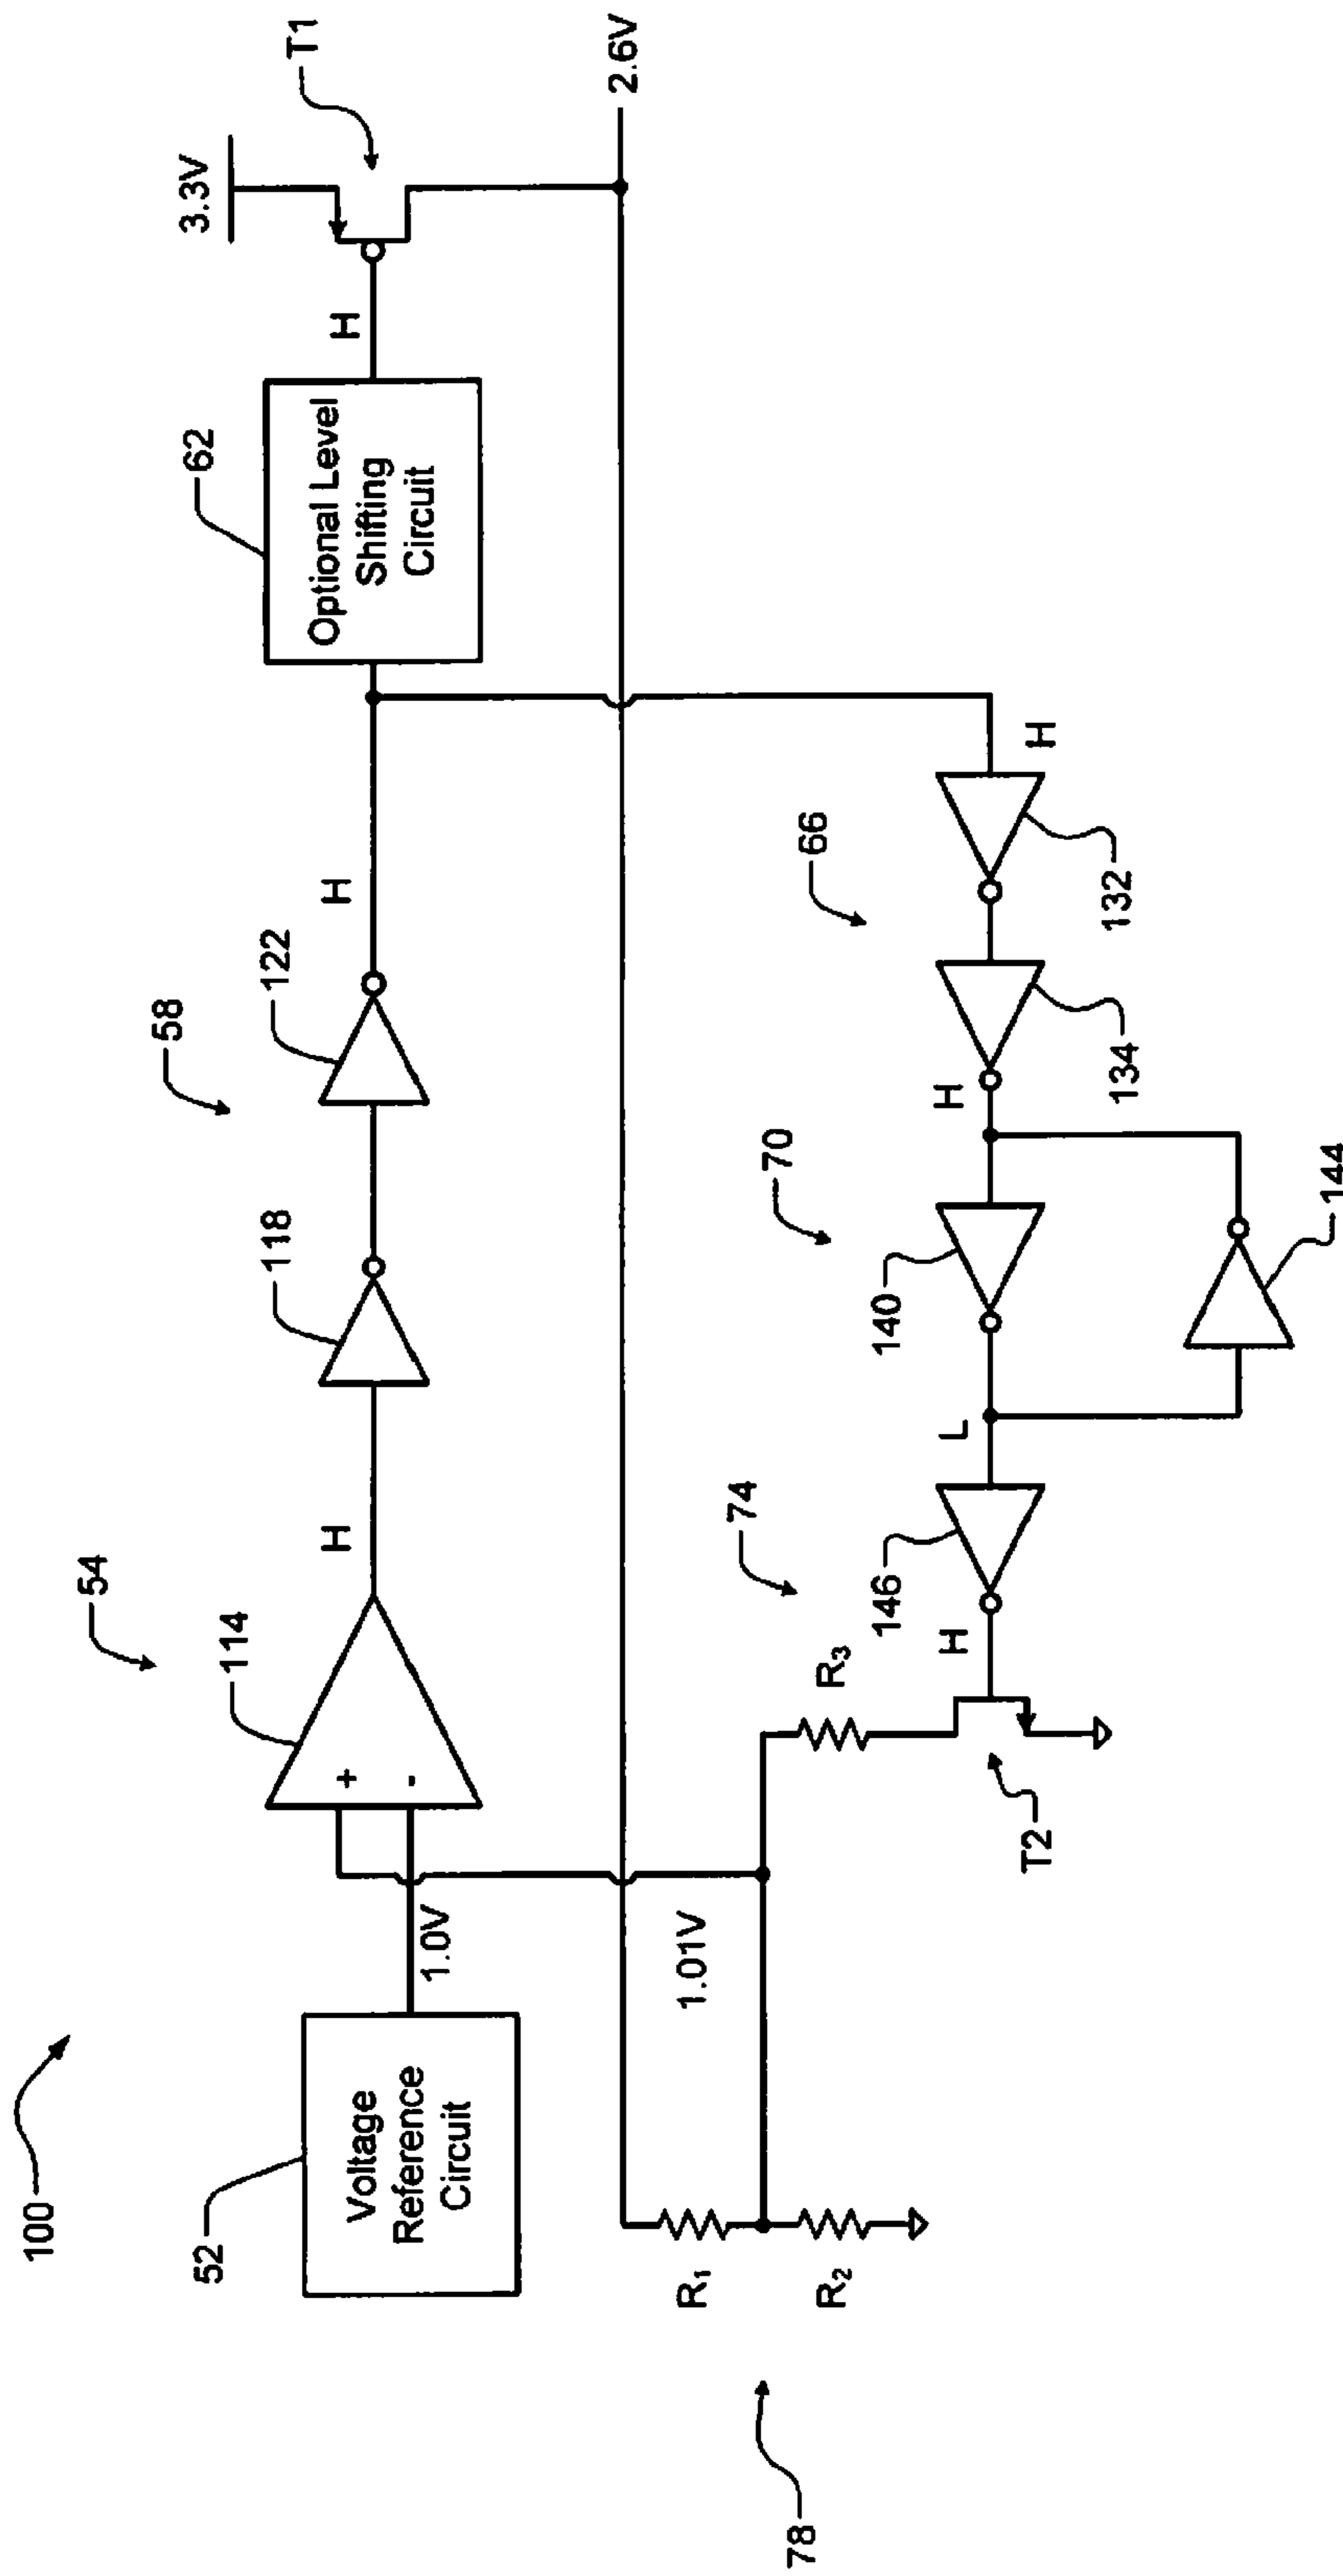 100
52
Voltage
Reference
Circuit
1.0V
54
114
+
-
H
58
118
122
H
62
Optional Level
Shifting
Circuit
H
3.3V
T1
2.6V
78
R₁
R₂
1.01V
R₃
T2
H
74
146
L
70
140
144
H
66
134
132
H